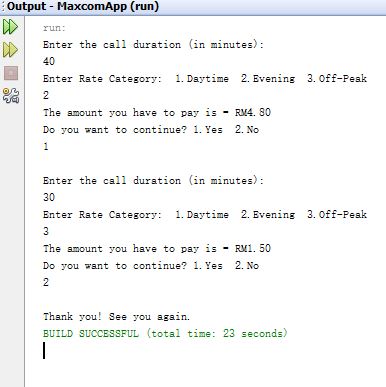 Output - MaxcomApp (run)
run:
Enter the call duration (in minutes):
40
Enter Rate Category:  1.Daytime  2.Evening  3.Off-Peak
2
The amount you have to pay is = RM4.80
Do you want to continue? 1.Yes  2.No
1
Enter the call duration (in minutes):
30
Enter Rate Category:  1.Daytime  2.Evening  3.Off-Peak
3
The amount you have to pay is = RM1.50
Do you want to continue? 1.Yes  2.No
2
Thank you! See you again.
BUILD SUCCESSFUL (total time: 23 seconds)